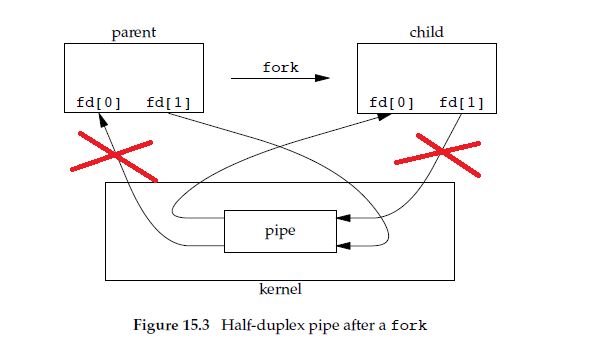 parent child
fork
fd[0] fd[1] fd[0] fd[1]
pipe
kernel
Figure 15.3 Half-duplex pipe after a fork